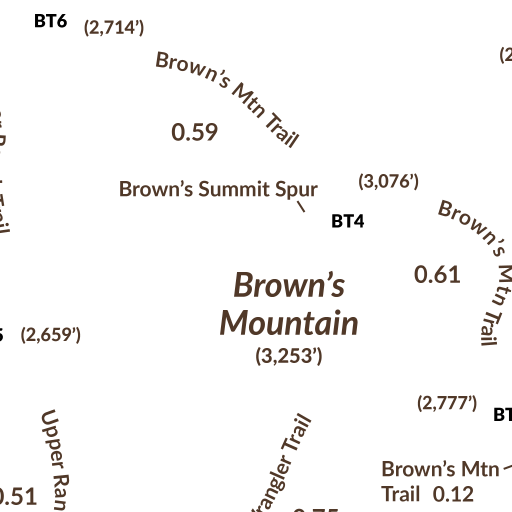 BT6 (2,714’)
Brown’s Mtn Trail
0.59
Trail
Brown’s Summit Spur
(3,076’)
BT4
Brown’s Mtn Trail
0.61
Brown’s
Mountain
(3,253’)
(2,659’)
(2,777’)
BT
Upper Ran
Trail
0.51
Brown’s Mtn
Trail 0.12